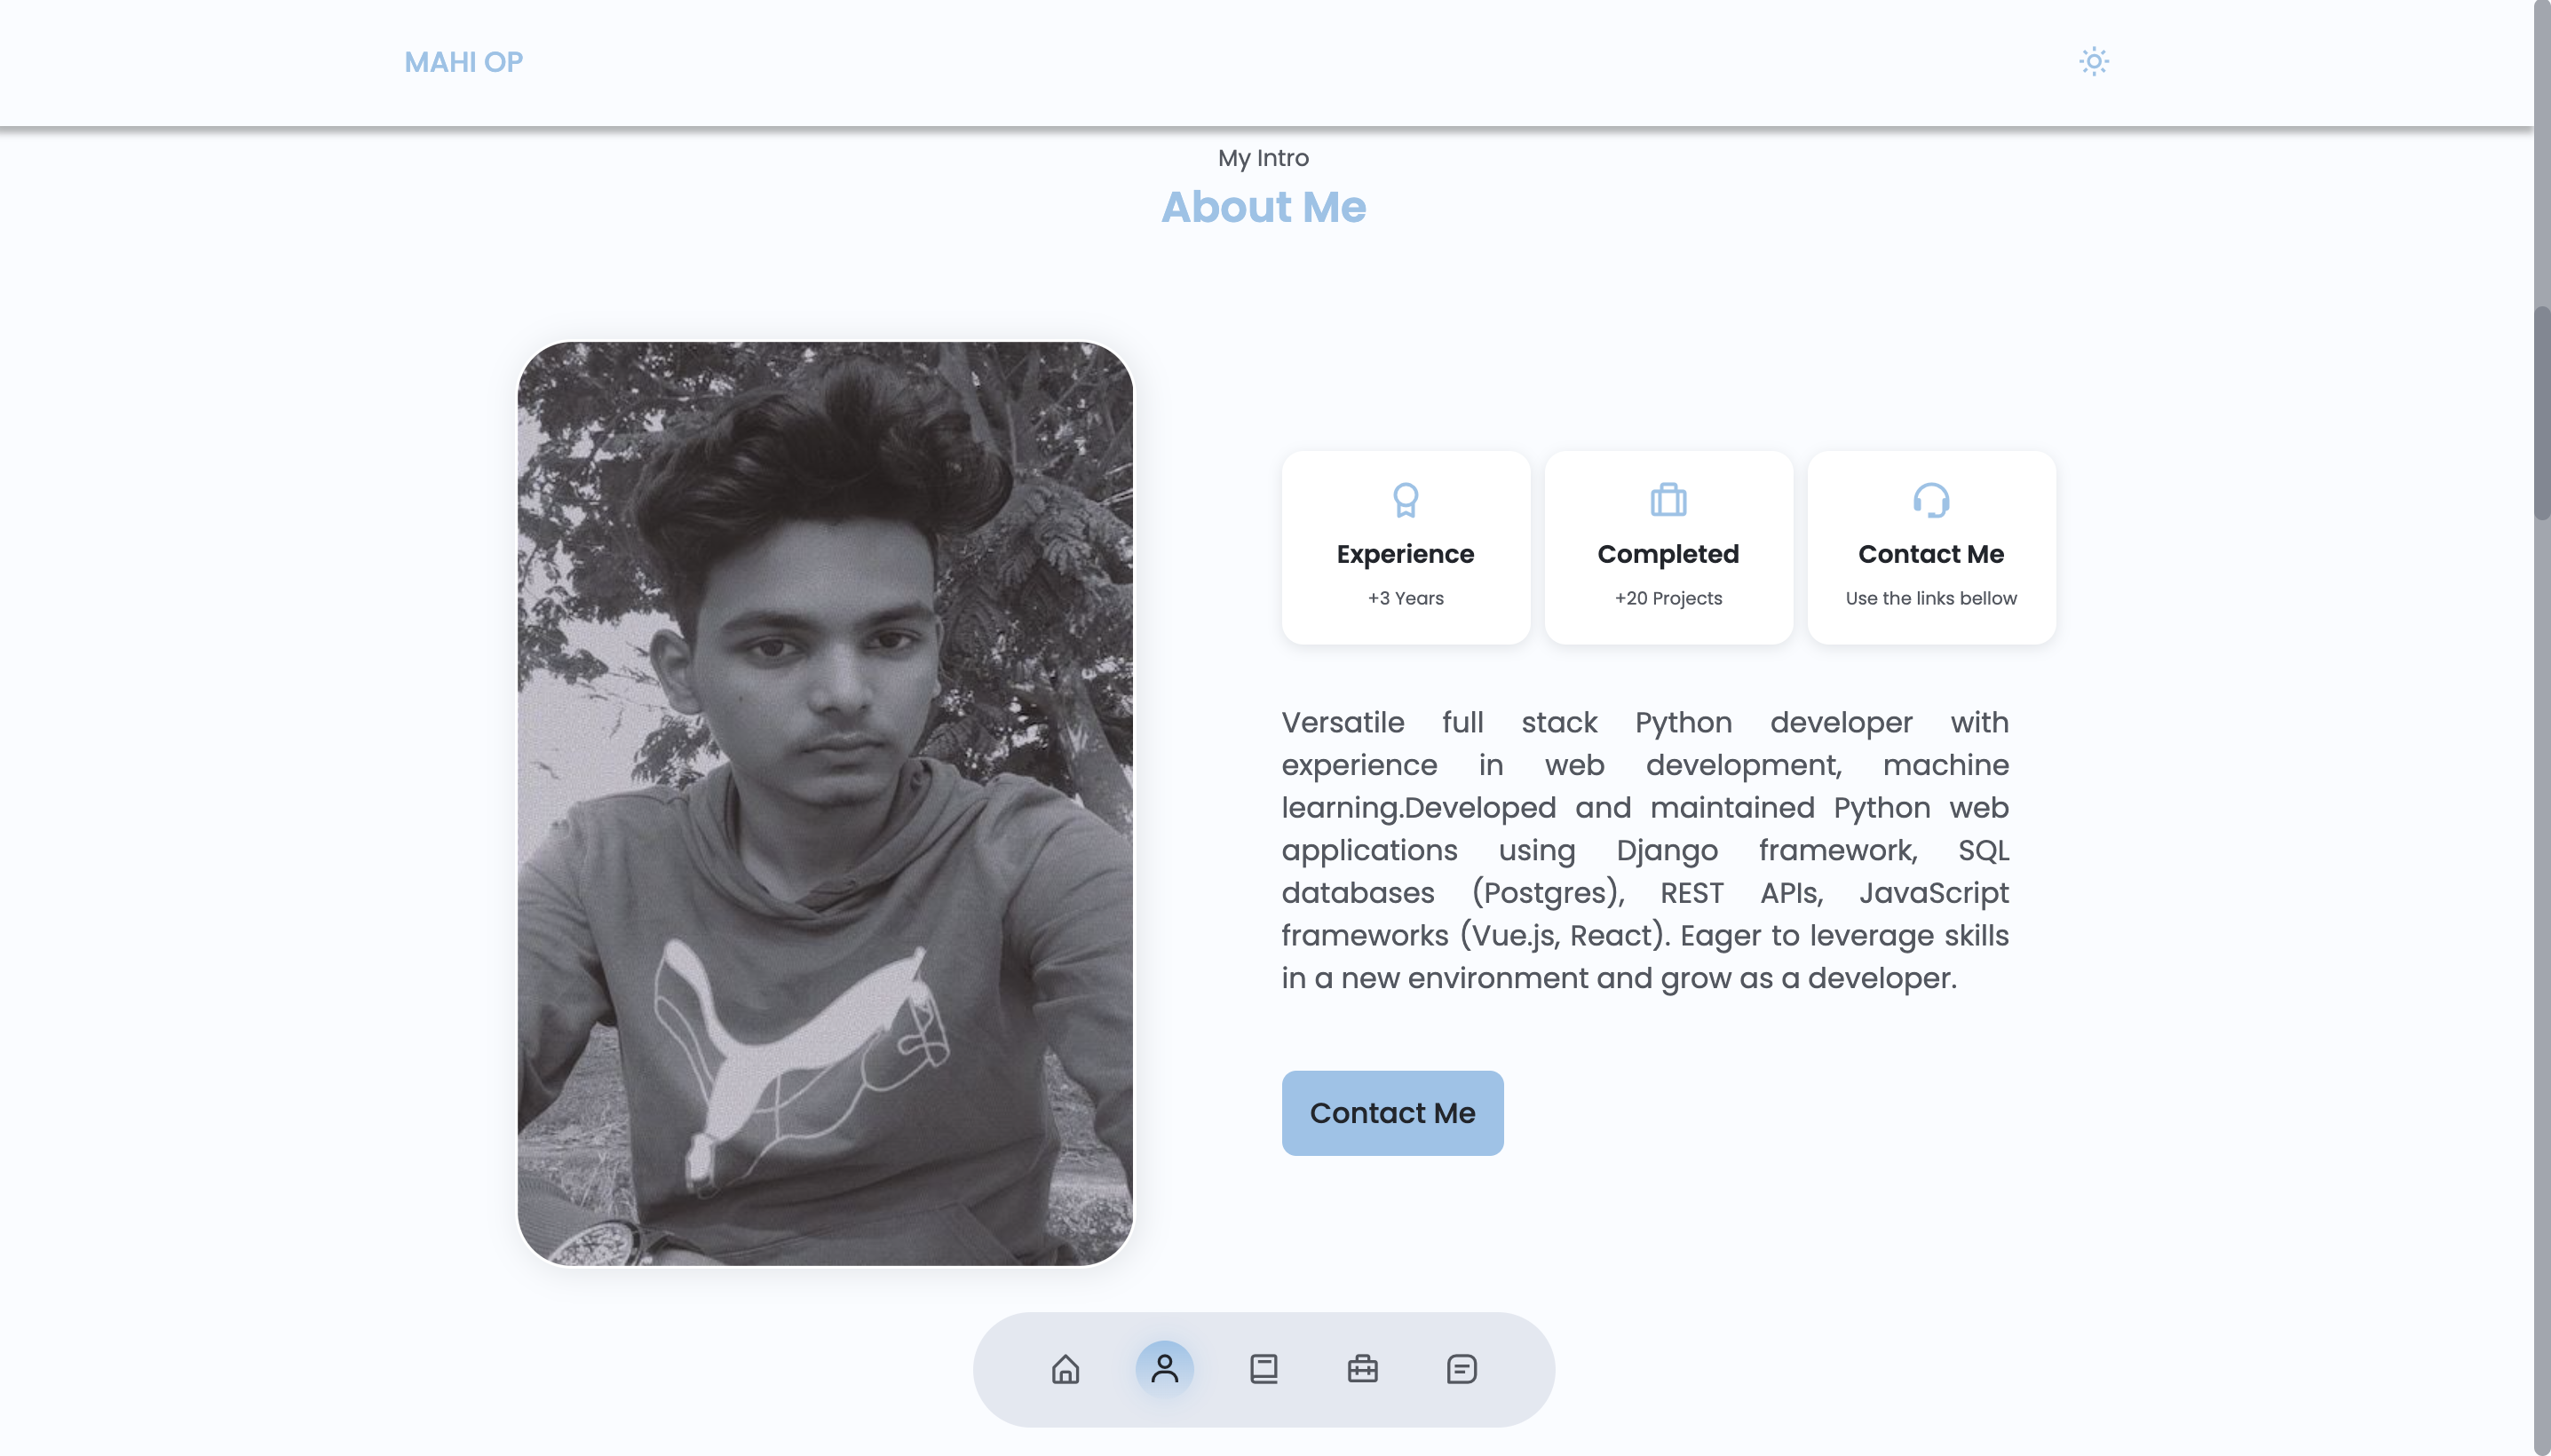 MAHI OP
My Intro
About Me
Experience
+3 Years
Completed
+20 Projects
Contact Me
Use the links bellow
Versatile full stack Python developer with
experience in web development, machine
learning.Developed and maintained Python web
applications using Django framework, SQL
databases (Postgres), REST APIs, JavaScript
frameworks (Vue.js, React). Eager to leverage skills
in a new environment and grow as a developer.
Contact Me